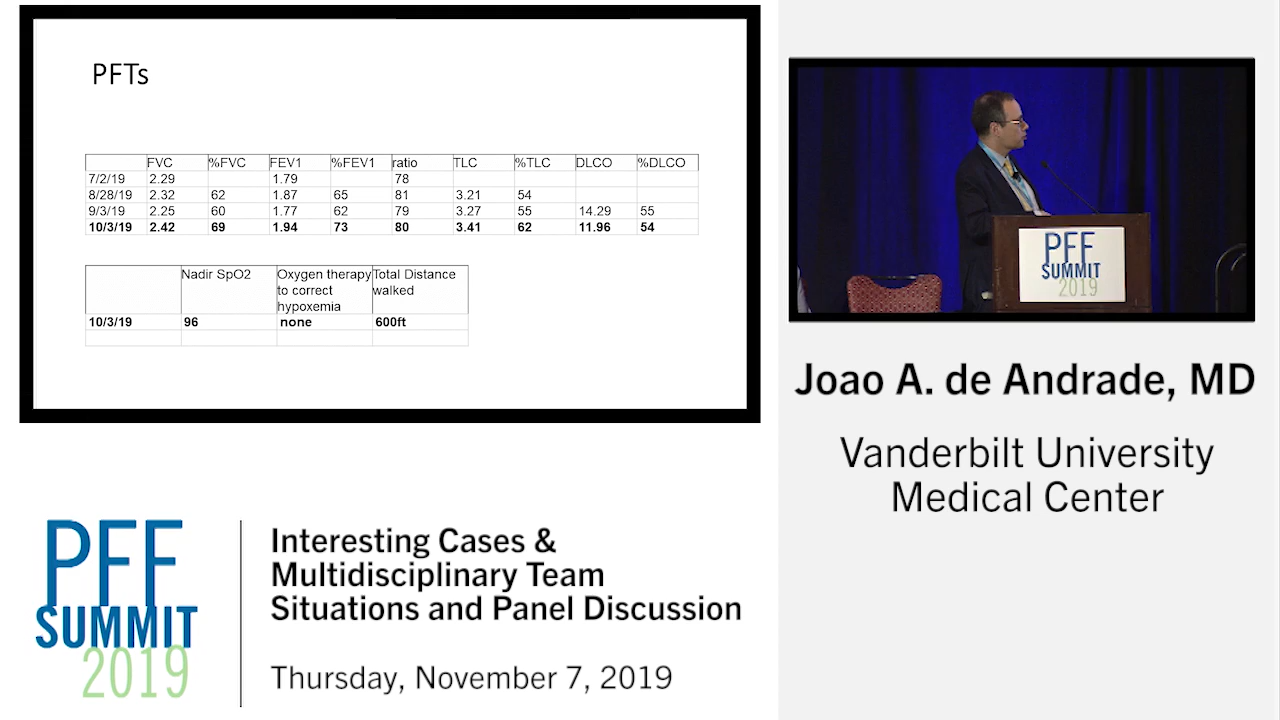 PFTs
FVC %FVC FEV1 %FEV1 ratio TLC %TLC DLCO %DLCO
7/2/19 2.29 1.79 78
8/28/19 2.32 62 1.87 65 81 3.21 54
9/3/19 2.25 60 1.77 62 79 3.27 55 14.29 55
10/3/19 2.42 69 1.94 73 80 3.41 62 11.96 54
Nadir SpO2 Oxygen therapy to correct hypoxemia Total Distance walked
10/3/19 96 none 600ft
PFF
SUMMIT
2019
Joao A. de Andrade, MD
Vanderbilt University
Medical Center
PFF
SUMMIT
2019
Interesting Cases &
Multidisciplinary Team
Situations and Panel Discussion
Thursday, November 7, 2019